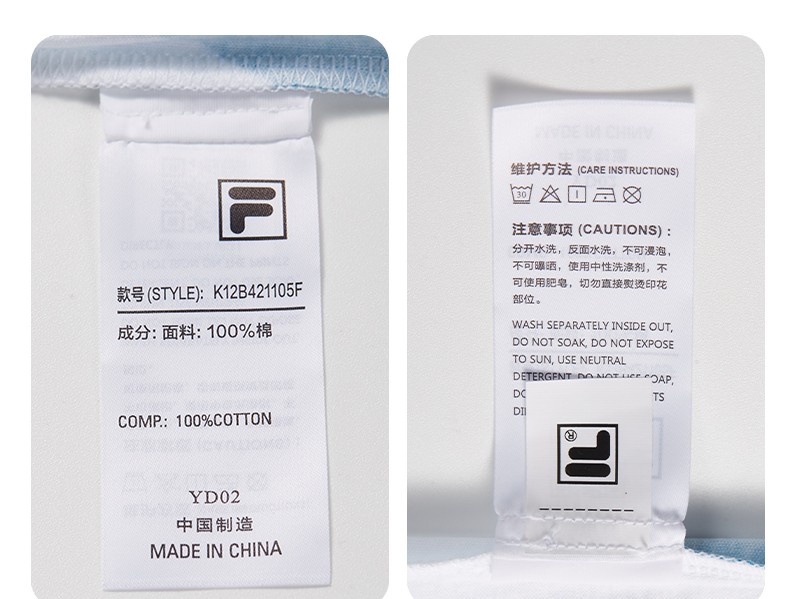 款号(STYLE): K12B421105F
成分: 面料: 100%棉
COMP.: 100%COTTON
YD02
中国制造
MADE IN CHINA
维护方法 (CARE INSTRUCTIONS)
30
注意事项 (CAUTIONS) :
分开水洗, 反面水洗, 不可浸泡,
不可曝晒, 使用中性洗涤剂, 不
可使用肥皂, 切勿直接熨烫印花
部位。
WASH SEPARATELY INSIDE OUT,
DO NOT SOAK, DO NOT EXPOSE
TO SUN, USE NEUTRAL
DETERGENT, DO NOT USE SOAP,
F
®